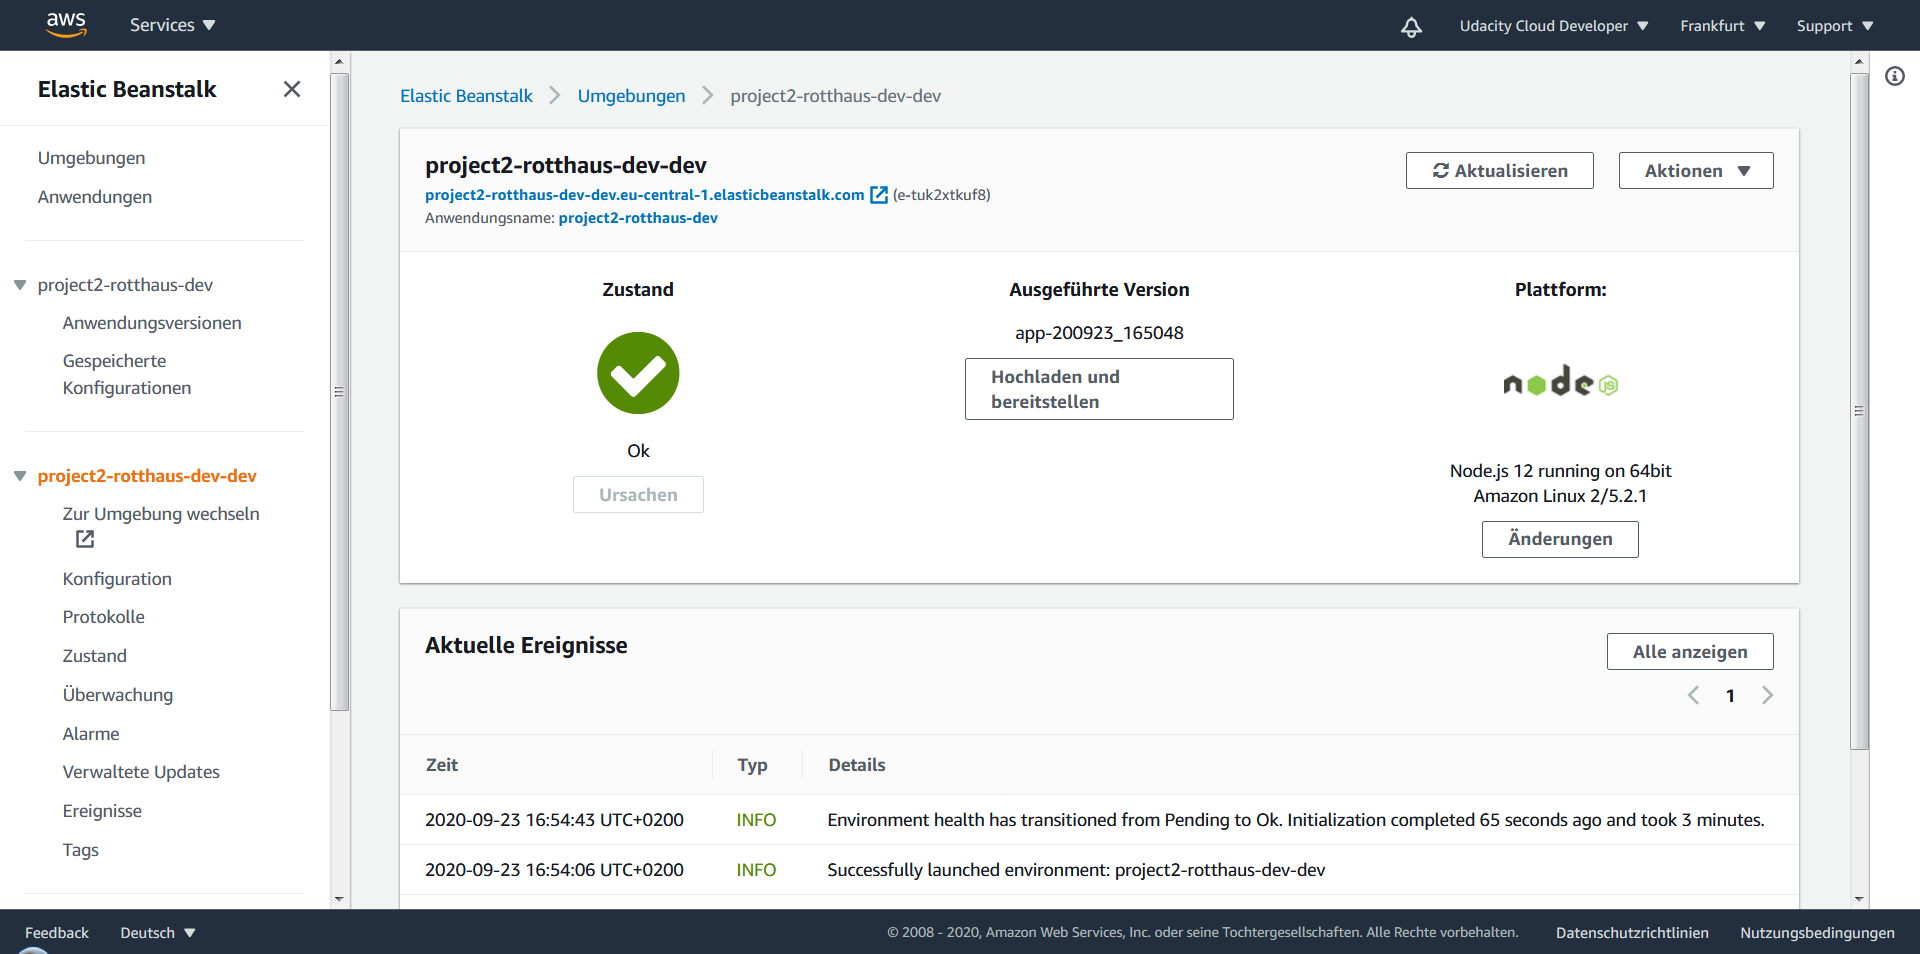 aws
Services
Udacity Cloud Developer
Frankfurt
Support
Elastic Beanstalk
Umgebungen
Anwendungen
project2-rotthaus-dev
Anwendungsversionen
Gespeicherte
Konfigurationen
project2-rotthaus-dev-dev
Zur Umgebung wechseln
Konfiguration
Protokolle
Zustand
Überwachung
Alarme
Verwaltete Updates
Ereignisse
Tags
Elastic Beanstalk
Umgebungen
project2-rotthaus-dev-dev
project2-rotthaus-dev-dev
project2-rotthaus-dev-dev.eu-central-1.elasticbeanstalk.com (e-tuk2xtkuf8)
Anwendungsname: project2-rotthaus-dev
Aktualisieren
Aktionen
Zustand
Ok
Ursachen
Ausgeführte Version
app-200923_165048
Hochladen und
bereitstellen
Plattform:
node JS
Node.js 12 running on 64bit
Amazon Linux 2/5.2.1
Änderungen
Aktuelle Ereignisse
Alle anzeigen
1
Zeit Typ Details
2020-09-23 16:54:43 UTC+0200 INFO Environment health has transitioned from Pending to Ok. Initialization completed 65 seconds ago and took 3 minutes.
2020-09-23 16:54:06 UTC+0200 INFO Successfully launched environment: project2-rotthaus-dev-dev
Feedback
Deutsch
© 2008 - 2020, Amazon Web Services, Inc. oder seine Tochtergesellschaften. Alle Rechte vorbehalten.
Datenschutzrichtlinien
Nutzungsbedingungen